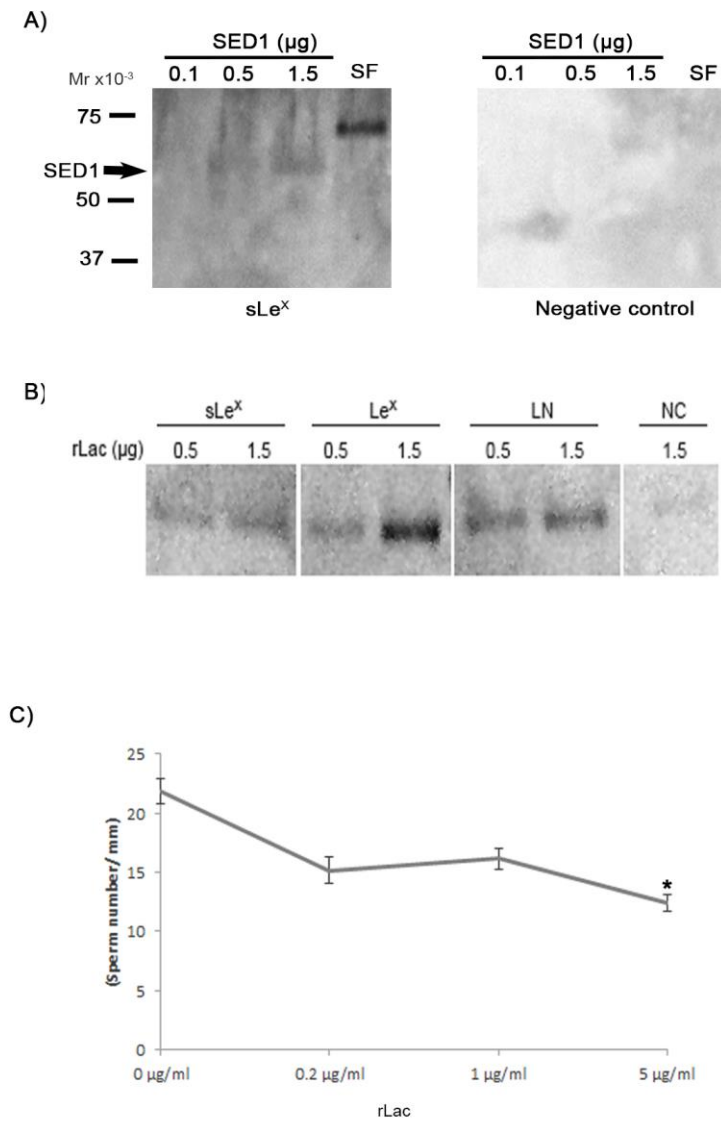 A)
SED1 (µg)
Mr x10⁻³ 0.1 0.5 1.5 SF
75
SED1
50
37
sLeˣ
SED1 (µg)
0.1 0.5 1.5 SF
Negative control
B)
sLeˣ Leˣ LN NC
rLac (µg) 0.5 1.5 0.5 1.5 0.5 1.5 1.5
C)
(Sperm number/ mm)
25
20
15
10
5
0
*
0 µg/ml 0.2 µg/ml 1 µg/ml 5 µg/ml
rLac